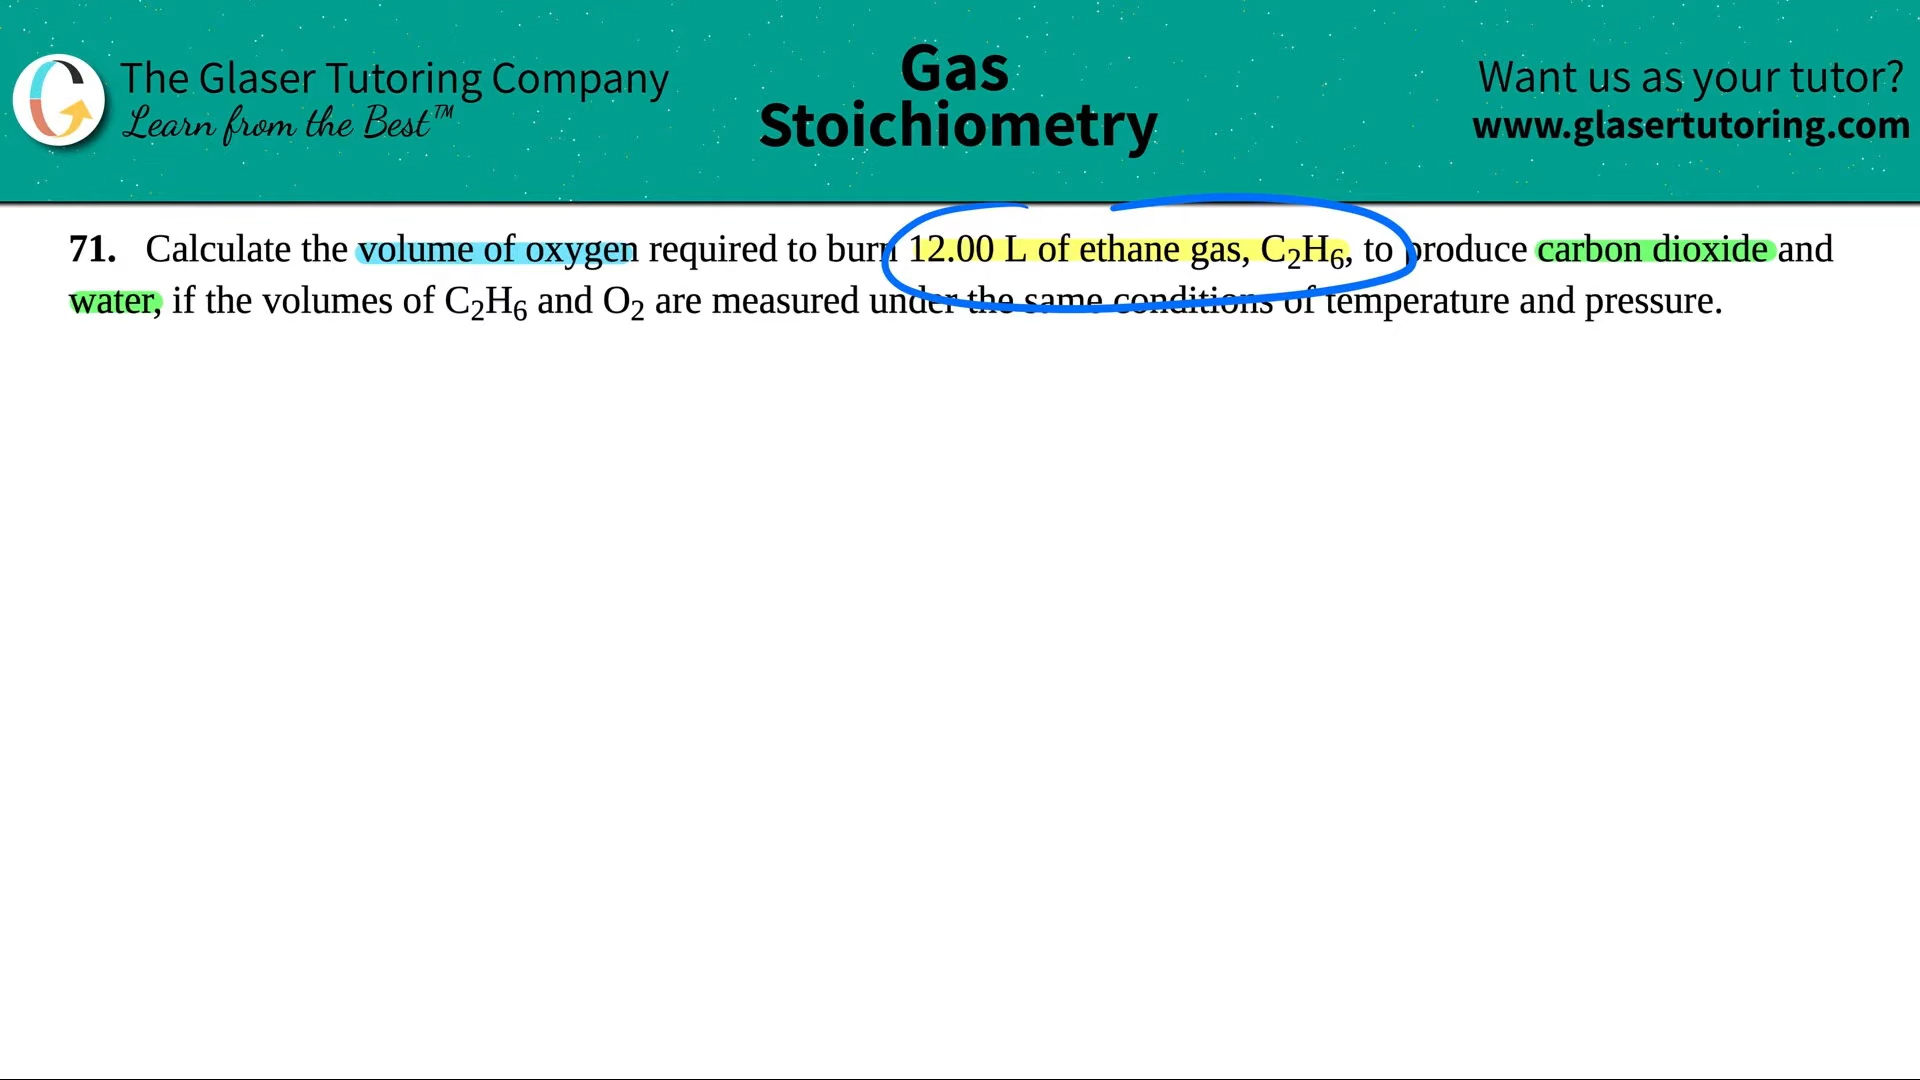 The Glaser Tutoring Company
Learn from the Best™
Gas
Stoichiometry
Want us as your tutor?
www.glasertutoring.com
71. Calculate the volume of oxygen required to burn 12.00 L of ethane gas, C₂H₆, to produce carbon dioxide and
water, if the volumes of C₂H₆ and O₂ are measured under the same conditions of temperature and pressure.